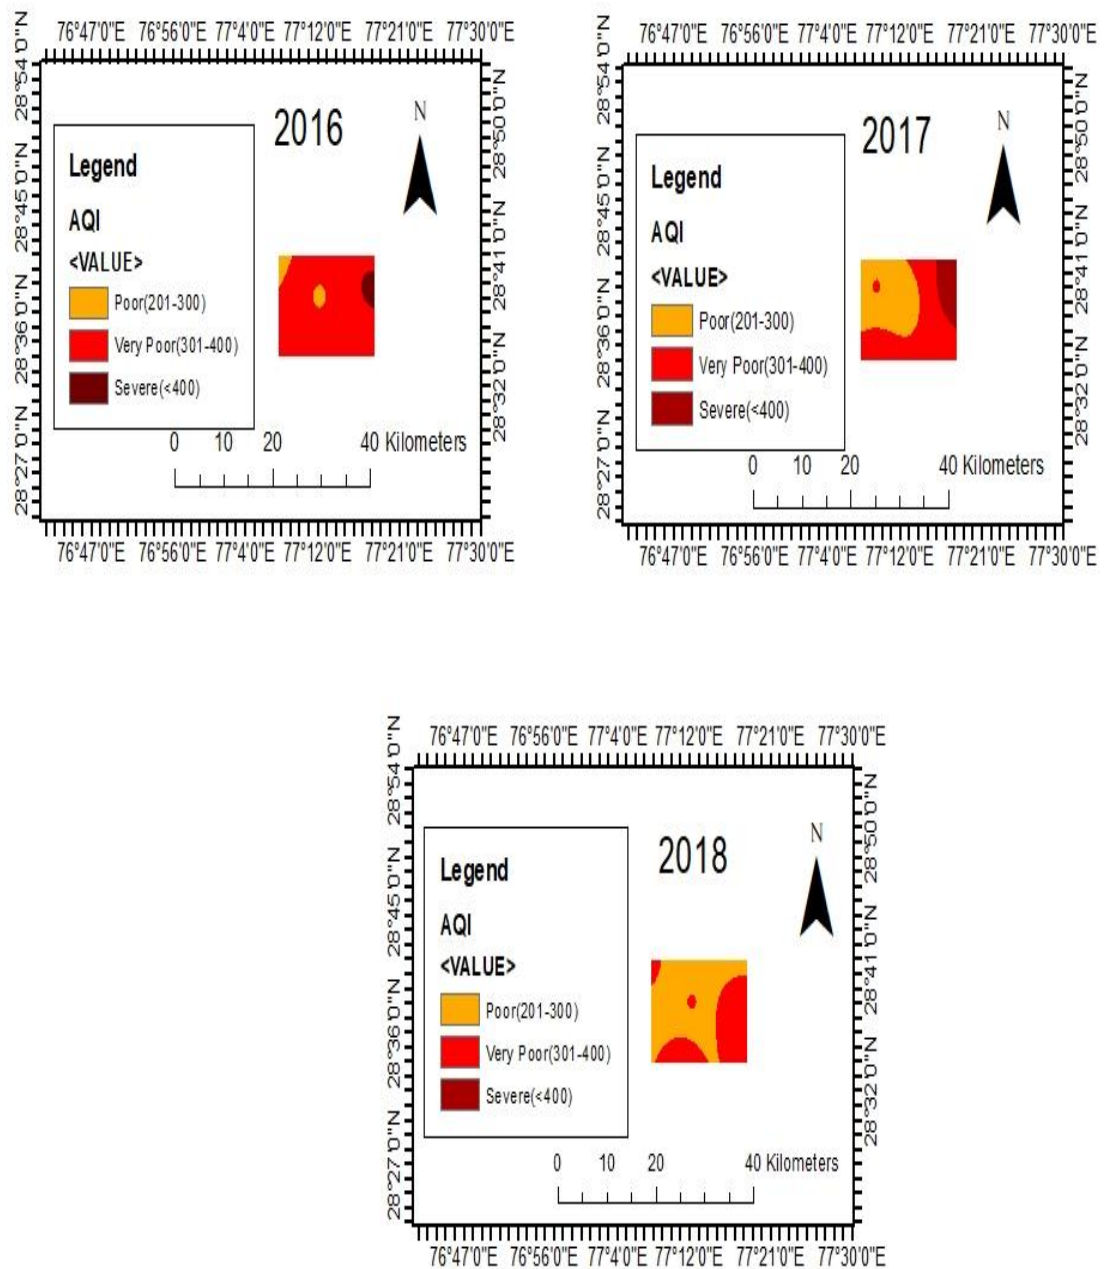 76°47'0"E 76°56'0"E 77°4'0"E 77°12'0"E 77°21'0"E 77°30'0"E
28°54'0"N
28°45'0"N
28°36'0"N
28°27'0"N
2016
N
Legend
AQI
<VALUE>
Poor(201-300)
Very Poor(301-400)
Severe(<400)
0 10 20 40 Kilometers
28°50'0"N
28°41'0"N
28°32'0"N
76°47'0"E 76°56'0"E 77°4'0"E 77°12'0"E 77°21'0"E 77°30'0"E
76°47'0"E 76°56'0"E 77°4'0"E 77°12'0"E 77°21'0"E 77°30'0"E
28°54'0"N
28°45'0"N
28°36'0"N
28°27'0"N
2017
N
Legend
AQI
<VALUE>
Poor(201-300)
Very Poor(301-400)
Severe(<400)
0 10 20 40 Kilometers
28°50'0"N
28°41'0"N
28°32'0"N
76°47'0"E 76°56'0"E 77°4'0"E 77°12'0"E 77°21'0"E 77°30'0"E
76°47'0"E 76°56'0"E 77°4'0"E 77°12'0"E 77°21'0"E 77°30'0"E
28°54'0"N
28°45'0"N
28°36'0"N
28°27'0"N
2018
N
Legend
AQI
<VALUE>
Poor(201-300)
Very Poor(301-400)
Severe(<400)
0 10 20 40 Kilometers
28°50'0"N
28°41'0"N
28°32'0"N
76°47'0"E 76°56'0"E 77°4'0"E 77°12'0"E 77°21'0"E 77°30'0"E